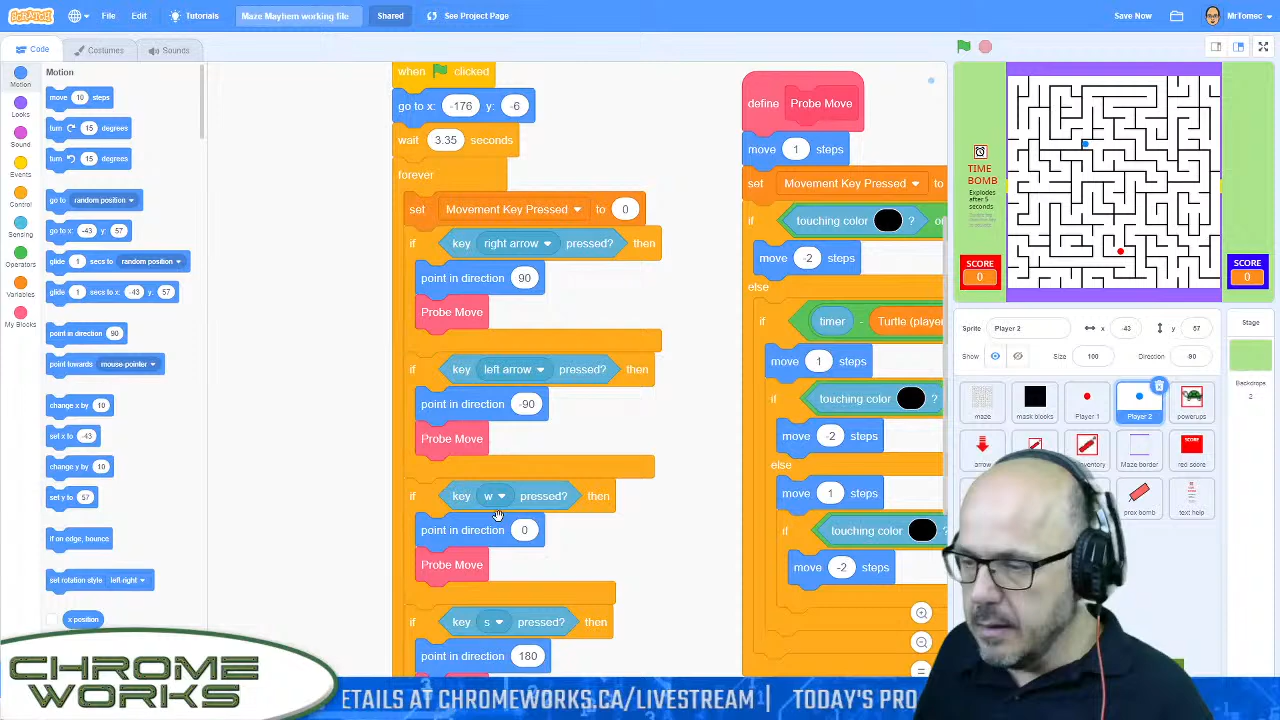 SCRATCH
File
Edit
Tutorials
Maze Mayhem working file
Shared
See Project Page
Save Now
MrTomec
Code
Costumes
Sounds
Motion
Looks
Sound
Events
Control
Sensing
Operators
Variables
My Blocks
Motion
move 10 steps
turn 15 degrees
turn 15 degrees
go to random position
go to x: -43 y: 57
glide 1 secs to random position
glide 1 secs to x: -43 y: 57
point in direction 90
point towards mouse-pointer
change x by 10
set x to -43
change y by 10
set y to 57
if on edge, bounce
set rotation style left-right
x position
when clicked
go to x: -176 y: -6
wait 3.35 seconds
forever
set Movement Key Pressed to 0
if key right arrow pressed? then
point in direction 90
Probe Move
if key left arrow pressed? then
point in direction -90
Probe Move
if key w pressed? then
point in direction 0
Probe Move
if key s pressed? then
point in direction 180
define Probe Move
move 1 steps
set Movement Key Pressed to
if touching color ?
move -2 steps
else
if timer - Turtle (player
move 1 steps
if touching color ?
move -2 steps
else
move 1 steps
if touching color
move -2 steps
TIME
BOMB
Explodes
after 5
seconds
SCORE
0
SCORE
0
Sprite Player 2 x -43 y 57
Show Size 100 Direction -90
Stage
Backdrops
2
maze
mask blocks
Player 1
Player 2
powerups
arrow
inventory
Maze border
red score
prox bomb
text help
CHROME
WORKS
ETAILS AT CHROMEWORKS.CA/LIVESTREAM | TODAY'S PRO